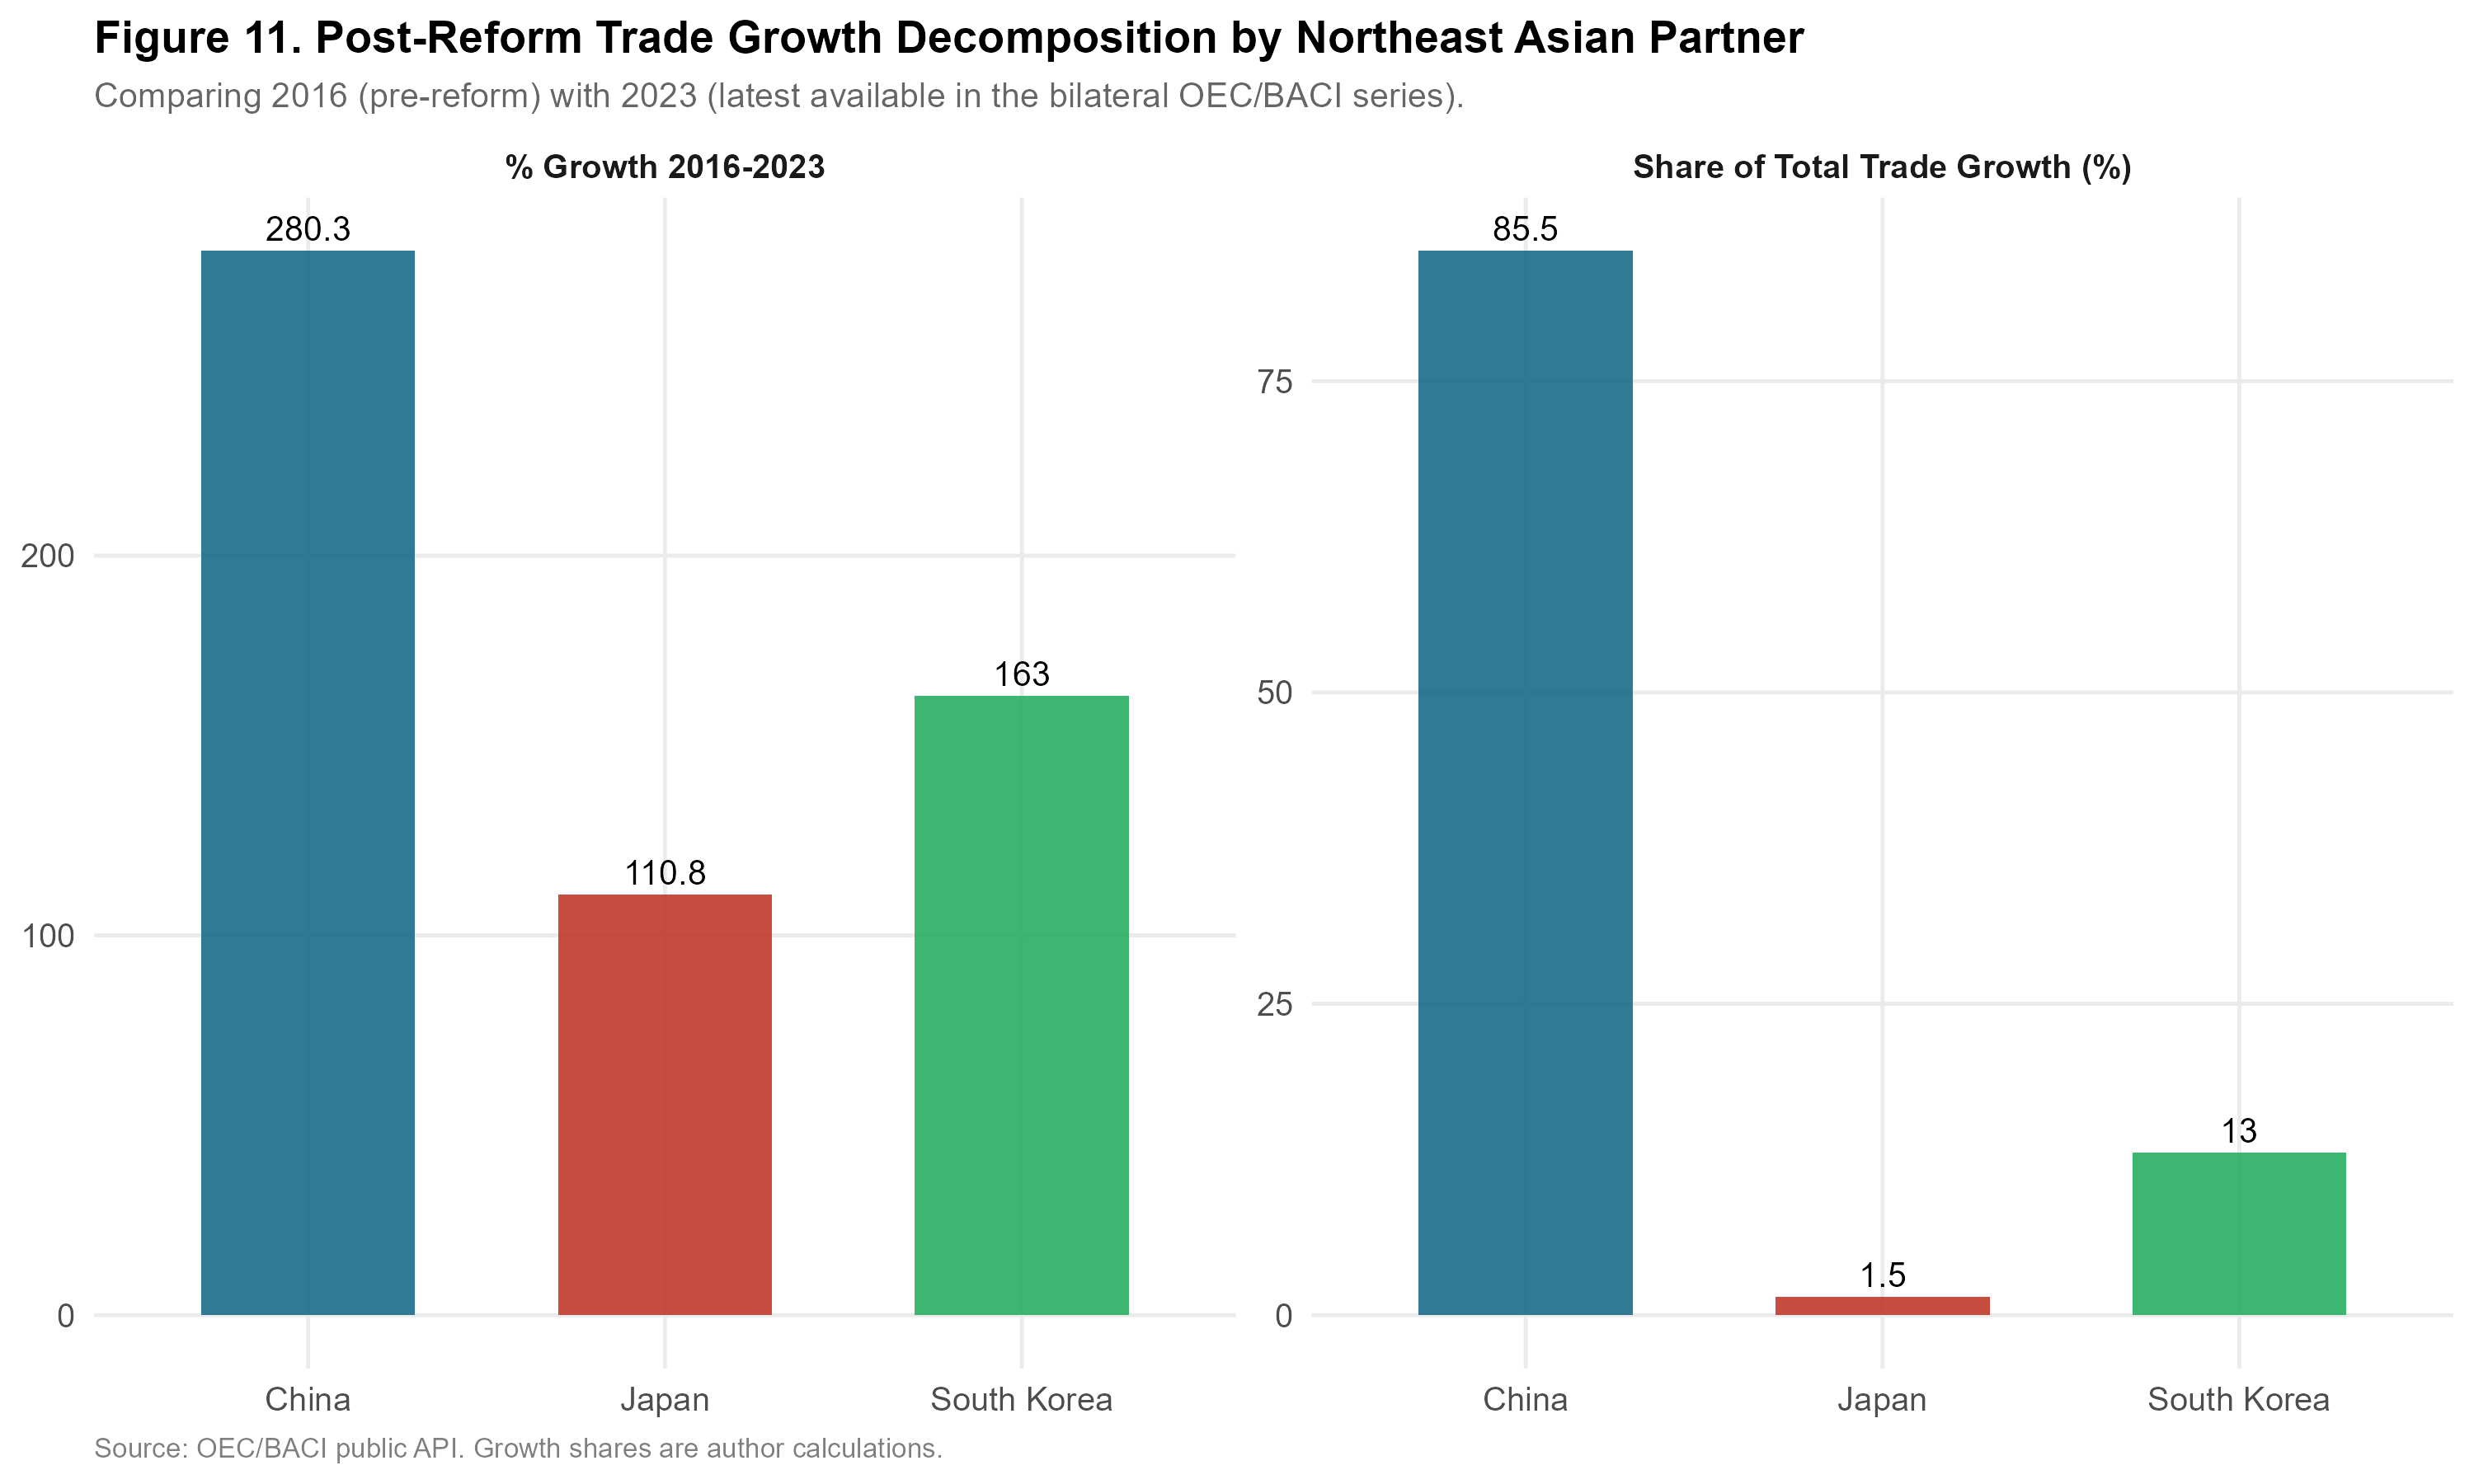 Figure 11. Post-Reform Trade Growth Decomposition by Northeast Asian Partner
Comparing 2016 (pre-reform) with 2023 (latest available in the bilateral OEC/BACI series).
% Growth 2016-2023
280.3
110.8
163
200
100
0
China
Japan
South Korea
Share of Total Trade Growth (%)
85.5
1.5
13
75
50
25
0
China
Japan
South Korea
Source: OEC/BACI public API. Growth shares are author calculations.